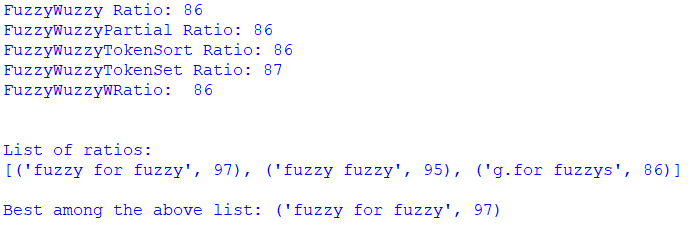 FuzzyWuzzy Ratio: 86
FuzzyWuzzyPartial Ratio: 86
FuzzyWuzzyTokenSort Ratio: 86
FuzzyWuzzyTokenSet Ratio: 87
FuzzyWuzzyWRatio:  86
List of ratios:
[('fuzzy for fuzzy', 97), ('fuzzy fuzzy', 95), ('g.for fuzzys', 86)]
Best among the above list: ('fuzzy for fuzzy', 97)